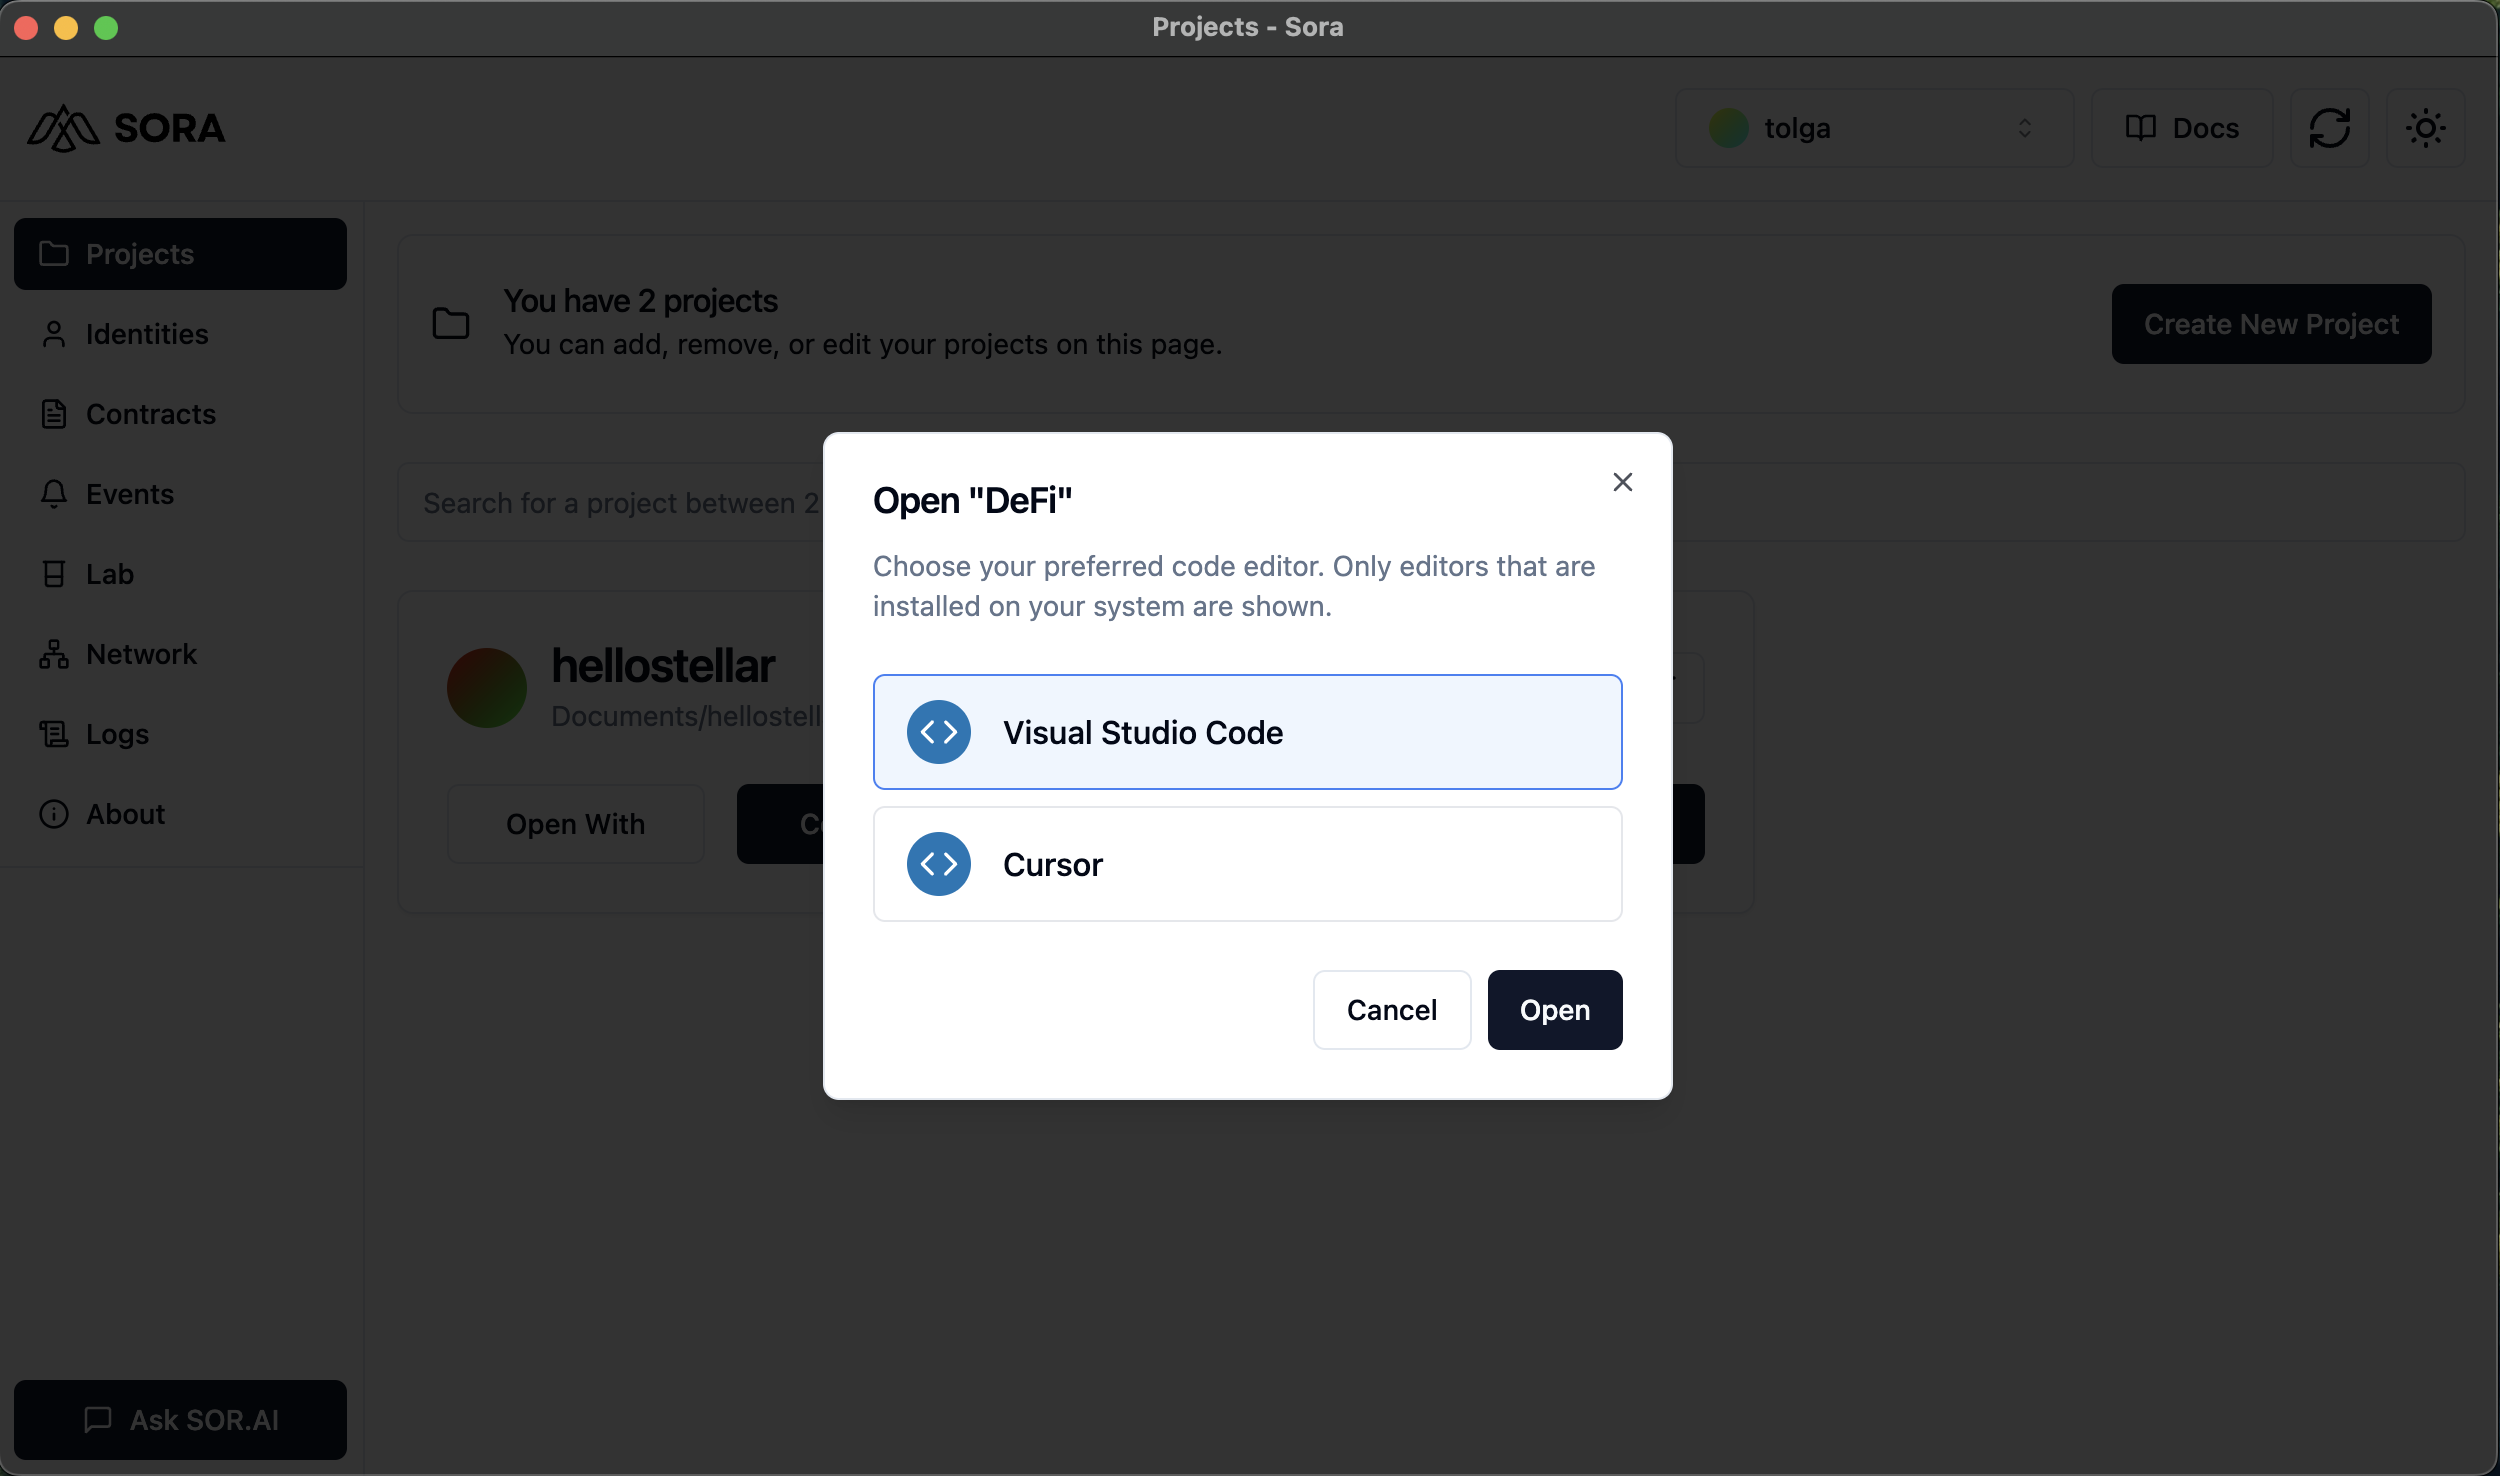 Projects - Sora
SORA
tolga
Docs
Projects
Identities
Contracts
Events
Lab
Network
Logs
About
Ask SOR.AI
You have 2 projects
You can add, remove, or edit your projects on this page.
Create New Project
Search for a project between 2
hellostellar
Documents/hellostell
Open With
Open "DeFi"
Choose your preferred code editor. Only editors that are
installed on your system are shown.
Visual Studio Code
Cursor
Cancel
Open